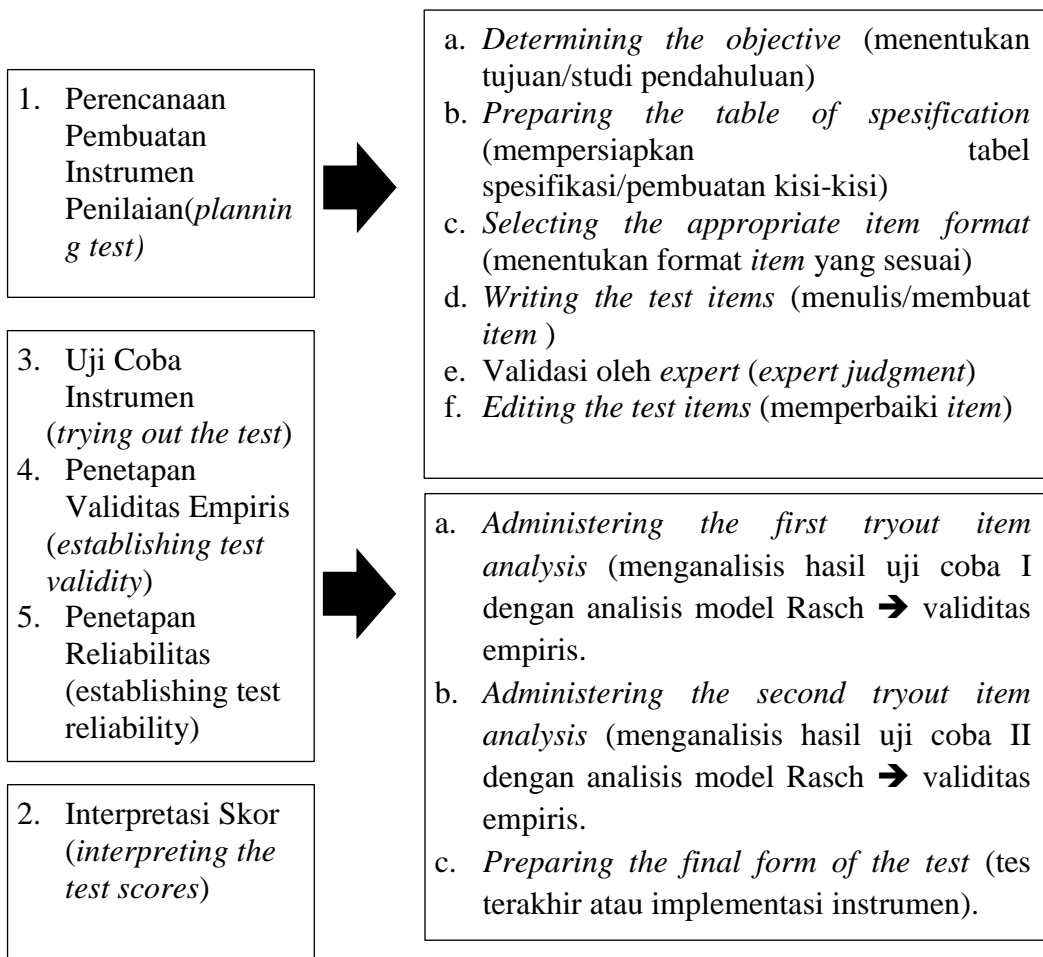 1. Perencanaan
Pembuatan
Instrumen
Penilaian(plannin
g test)
a. Determining the objective (menentukan
tujuan/studi pendahuluan)
b. Preparing the table of spesification
(mempersiapkan tabel
spesifikasi/pembuatan kisi-kisi)
c. Selecting the appropriate item format
(menentukan format item yang sesuai)
d. Writing the test items (menulis/membuat
item )
e. Validasi oleh expert (expert judgment)
f. Editing the test items (memperbaiki item)
3. Uji Coba
Instrumen
(trying out the test)
4. Penetapan
Validitas Empiris
(establishing test
validity)
5. Penetapan
Reliabilitas
(establishing test
reliability)
a. Administering the first tryout item
analysis (menganalisis hasil uji coba I
dengan analisis model Rasch ➔ validitas
empiris.
b. Administering the second tryout item
analysis (menganalisis hasil uji coba II
dengan analisis model Rasch ➔ validitas
empiris.
c. Preparing the final form of the test (tes
terakhir atau implementasi instrumen).
2. Interpretasi Skor
(interpreting the
test scores)